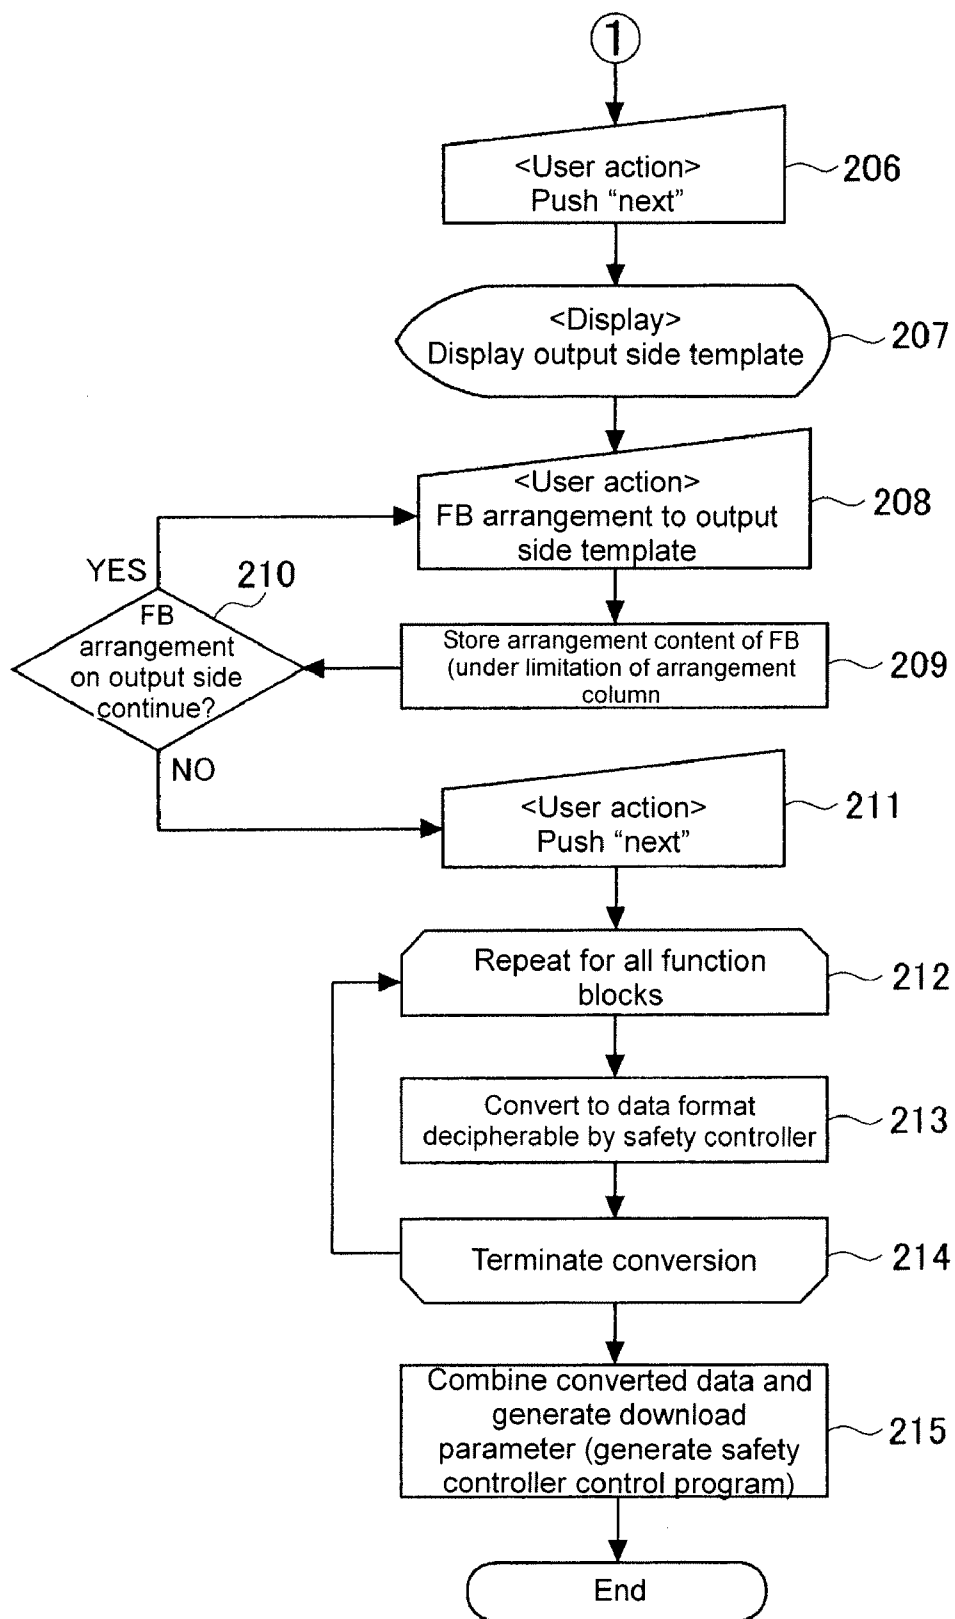 1
<User action>
Push “next”
206
<Display>
Display output side template
207
<User action>
FB arrangement to output
side template
208
YES
210
FB
arrangement
on output side
continue?
Store arrangement content of FB
(under limitation of arrangement
column
209
NO
<User action>
Push “next”
211
Repeat for all function
blocks
212
Convert to data format
decipherable by safety controller
213
Terminate conversion
214
Combine converted data and
generate download
parameter (generate safety
controller control program)
215
End